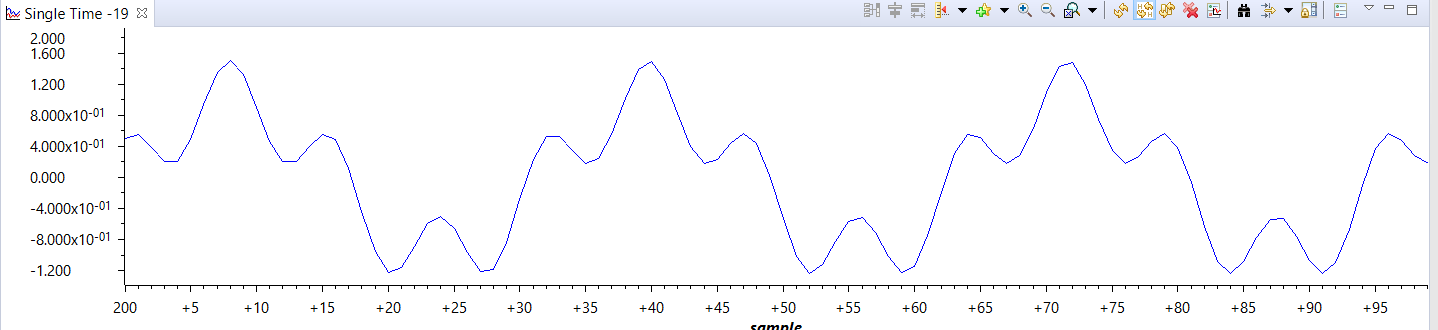 Single Time -19
2.000
1.600
1.200
8.000x10-01
4.000x10-01
0.000
-4.000x10-01
-8.000x10-01
-1.200
200 +5 +10 +15 +20 +25 +30 +35 +40 +45 +50 +55 +60 +65 +70 +75 +80 +85 +90 +95
sample